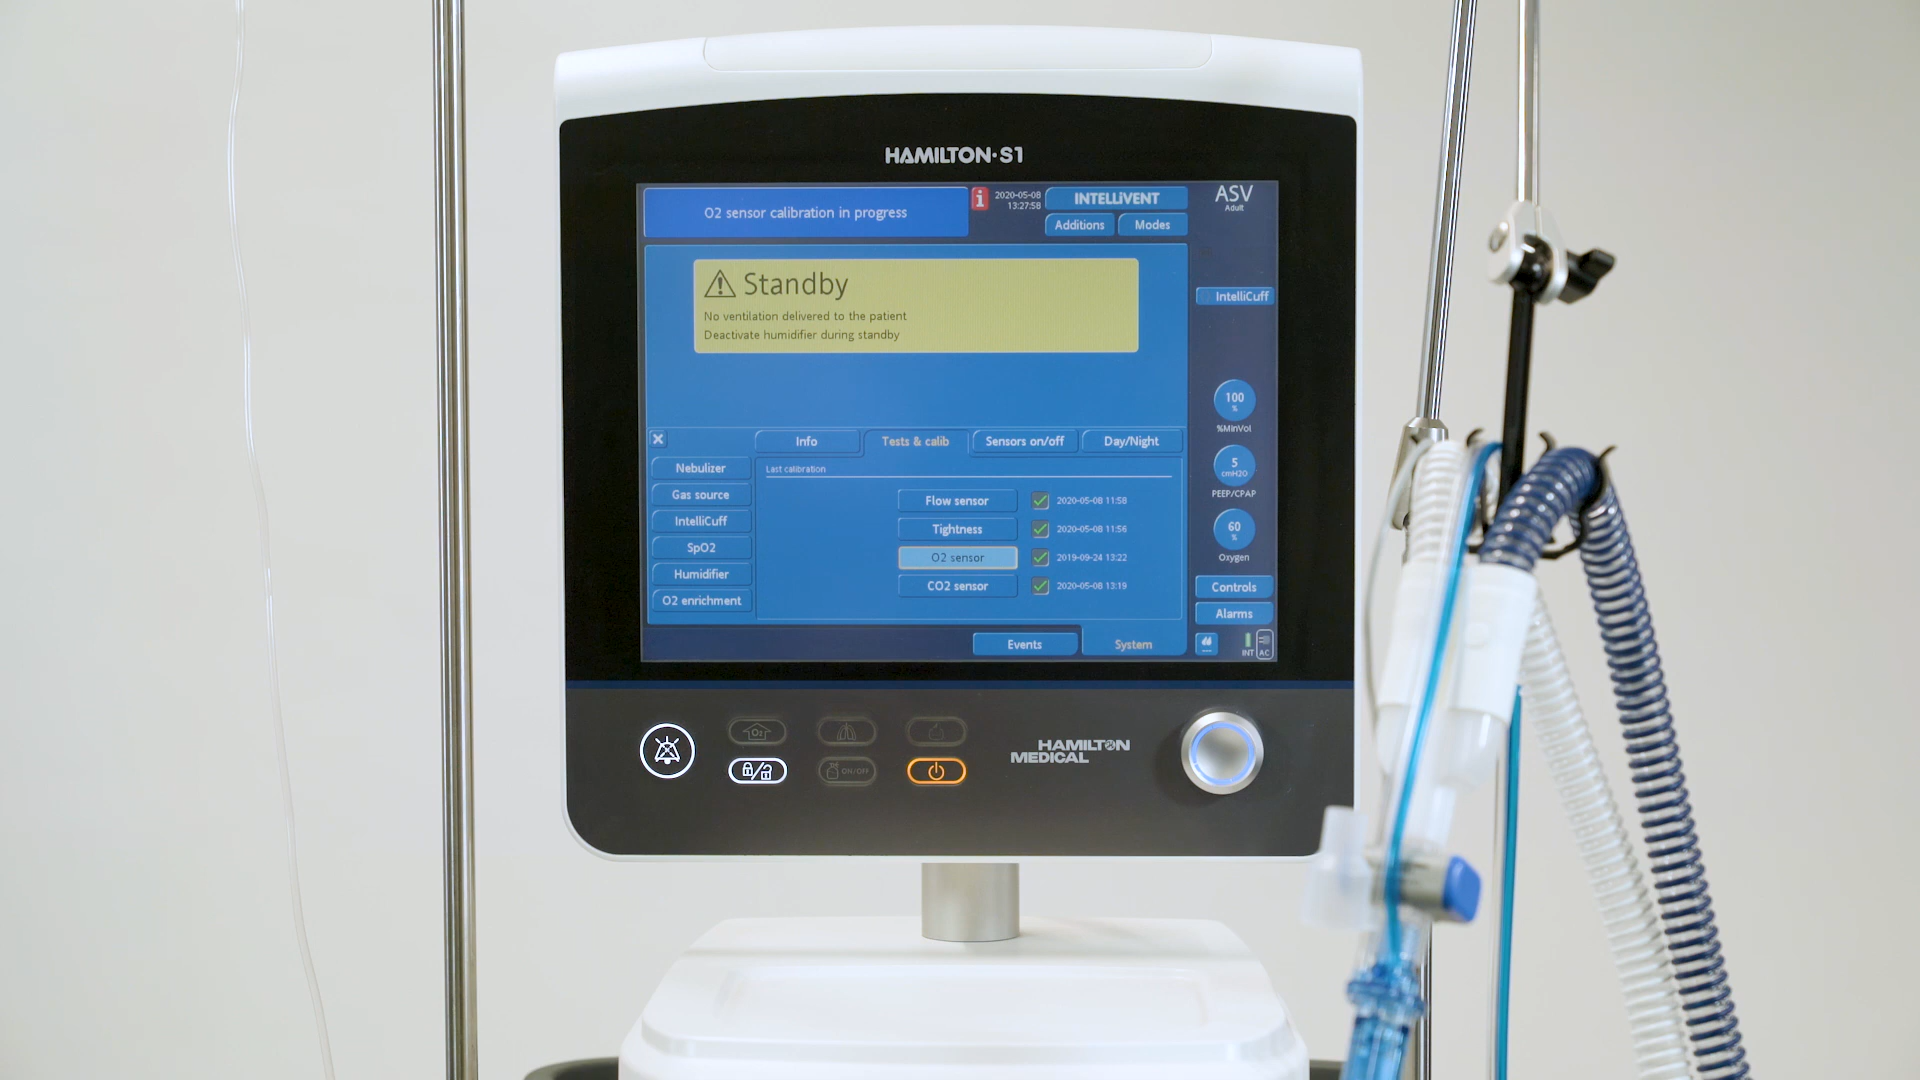 HAMILTON·S1
O2 sensor calibration in progress
i
2020-05-08
13:27:58
INTELLiVENT
Additions
Modes
ASV
Adult
Standby
No ventilation delivered to the patient
Deactivate humidifier during standby
IntelliCuff
100
%
%MinVol
5
cmH2O
PEEP/CPAP
60
%
Oxygen
Controls
Alarms
INT
AC
X
Info
Tests & calib
Sensors on/off
Day/Night
Nebulizer
Gas source
IntelliCuff
SpO2
Humidifier
O2 enrichment
Last calibration
Flow sensor 2020-05-08 11:58
Tightness 2020-05-08 11:56
O2 sensor 2019-09-24 13:22
CO2 sensor 2020-05-08 13:19
Events
System
O2
ON/OFF
HAMILTON
MEDICAL